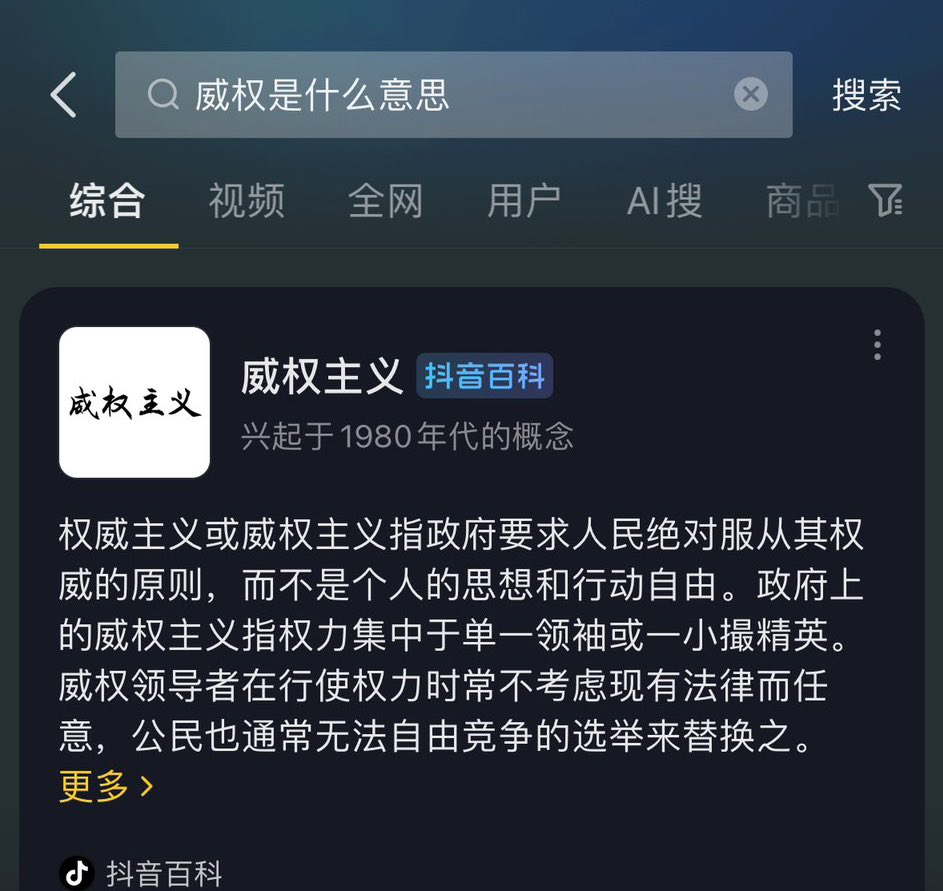 威权是什么意思
搜索
综合 视频 全网 用户 AI搜 商品
威权主义
威权主义 抖音百科
兴起于1980年代的概念
权威主义或威权主义指政府要求人民绝对服从其权
威的原则，而不是个人的思想和行动自由。政府上
的威权主义指权力集中于单一领袖或一小撮精英。
威权领导者在行使权力时常不考虑现有法律而任
意，公民也通常无法自由竞争的选举来替换之。
更多
抖音百科